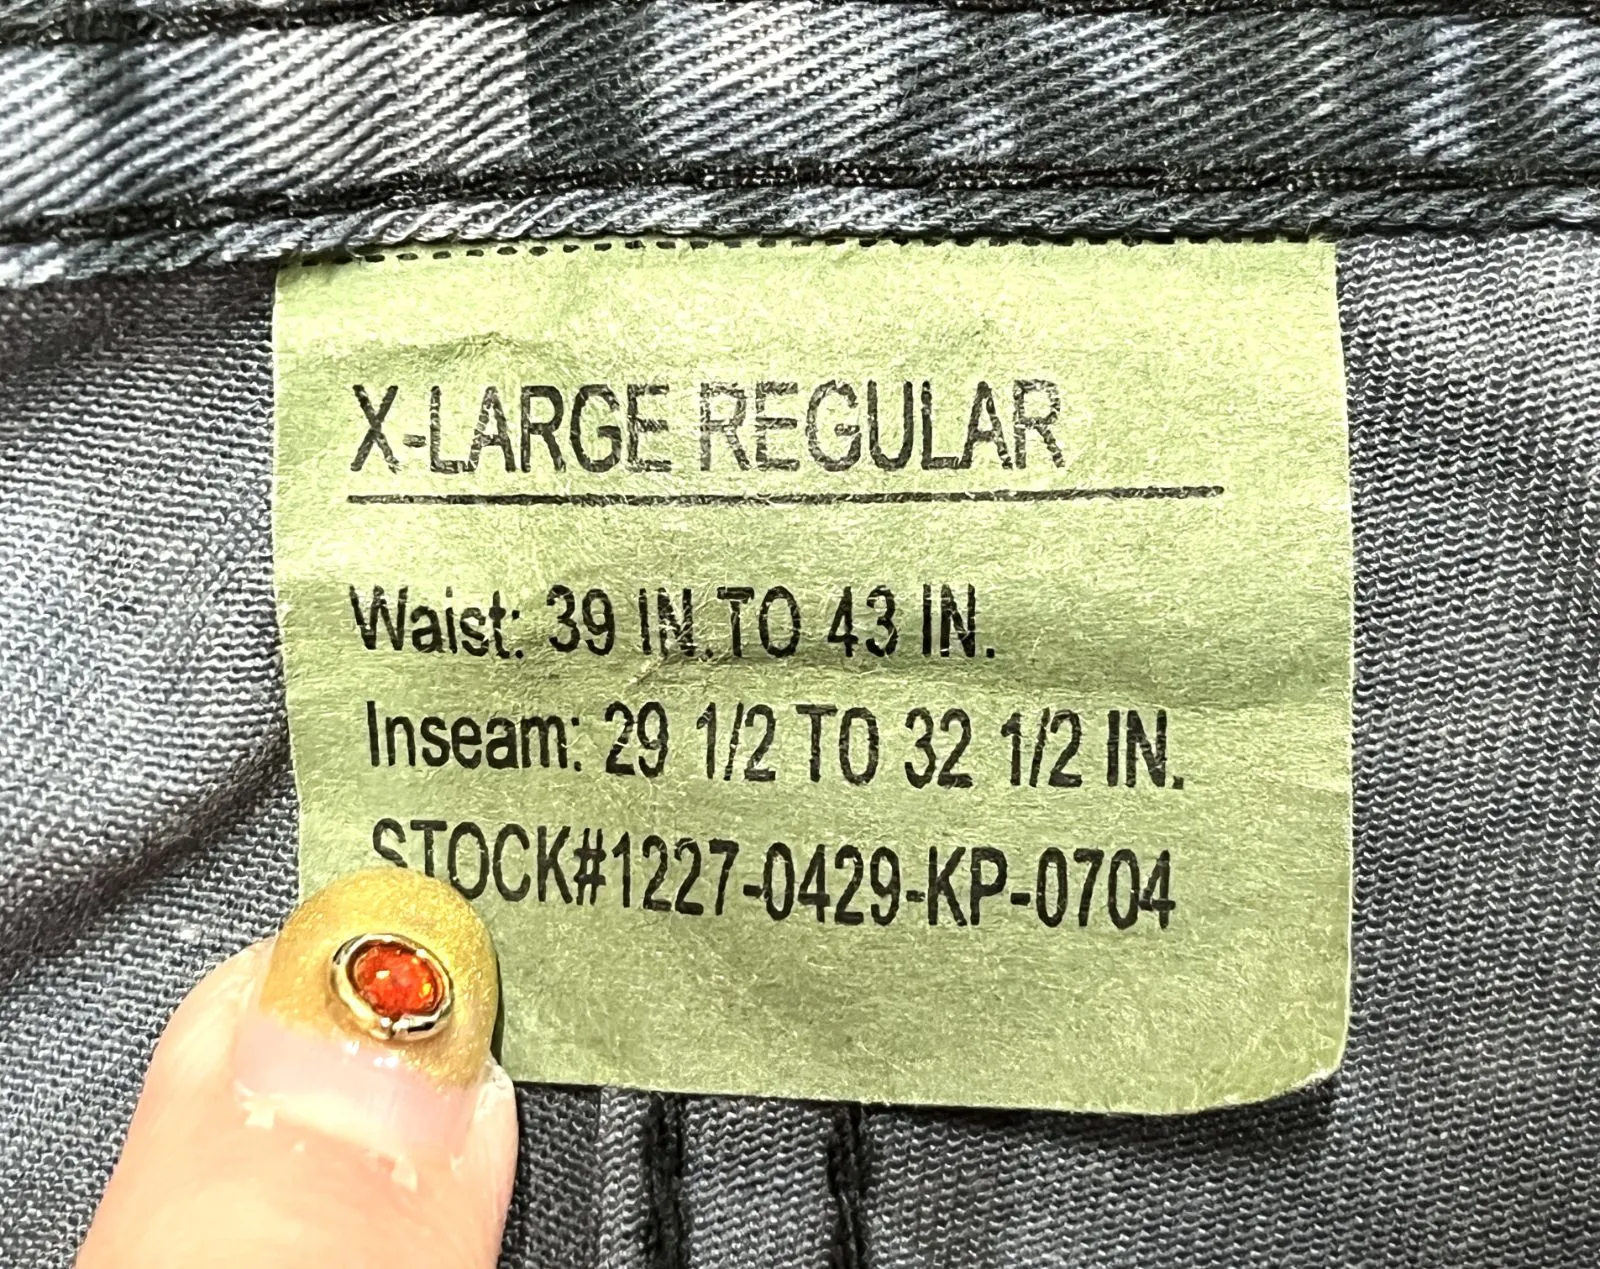 X-LARGE REGULAR
Waist: 39 IN.TO 43 IN.
Inseam: 29 1/2 TO 32 1/2 IN.
STOCK#1227-0429-KP-0704